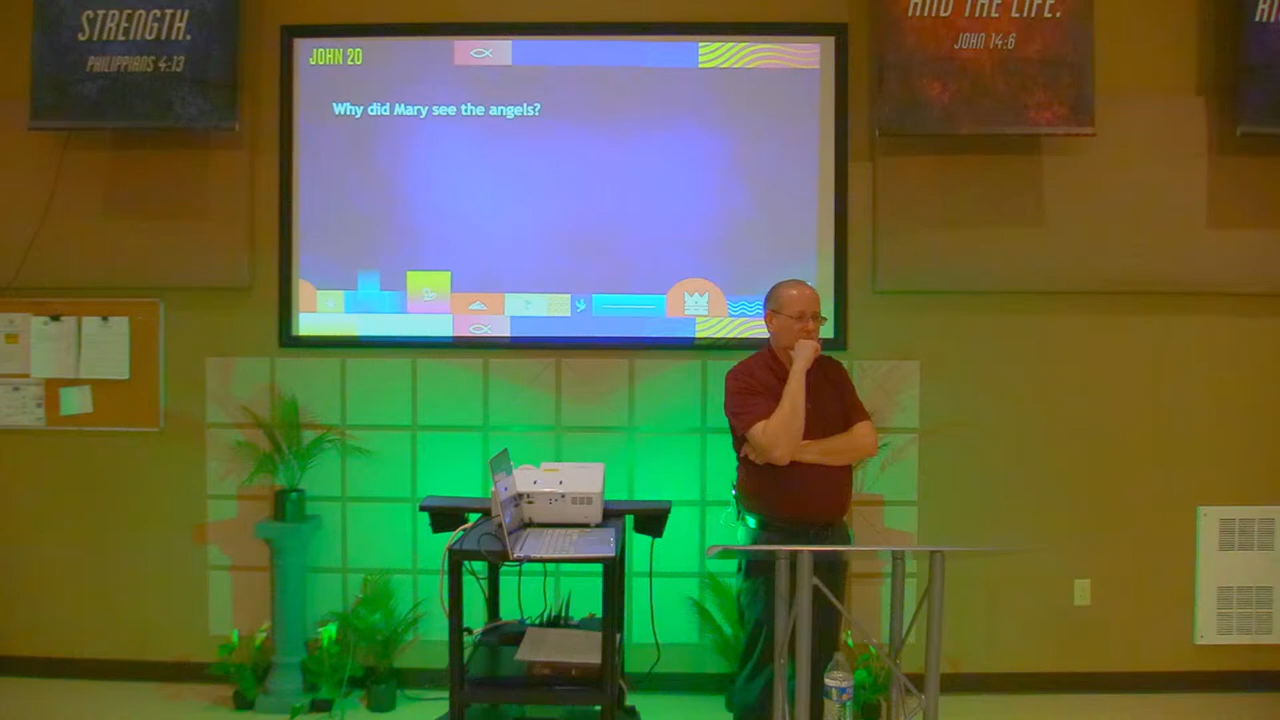 STRENGTH.
PHILIPPIANS 4:13
JOHN 20
Why did Mary see the angels?
AND THE LIFE.
JOHN 14:6